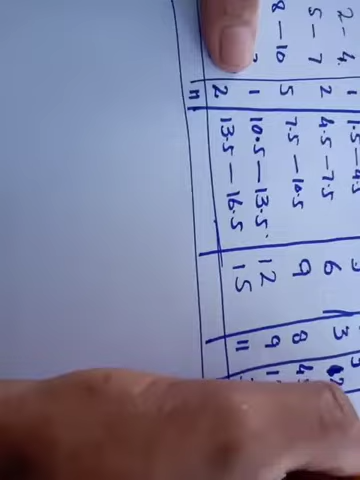 2 – 4 1 1.5 – 4.5
5 – 7 2 4.5 – 7.5 6 3
8 – 10 5 7.5 – 10.5 9 8
1 10.5 – 13.5 12 9
2 13.5 – 16.5 15 11
11